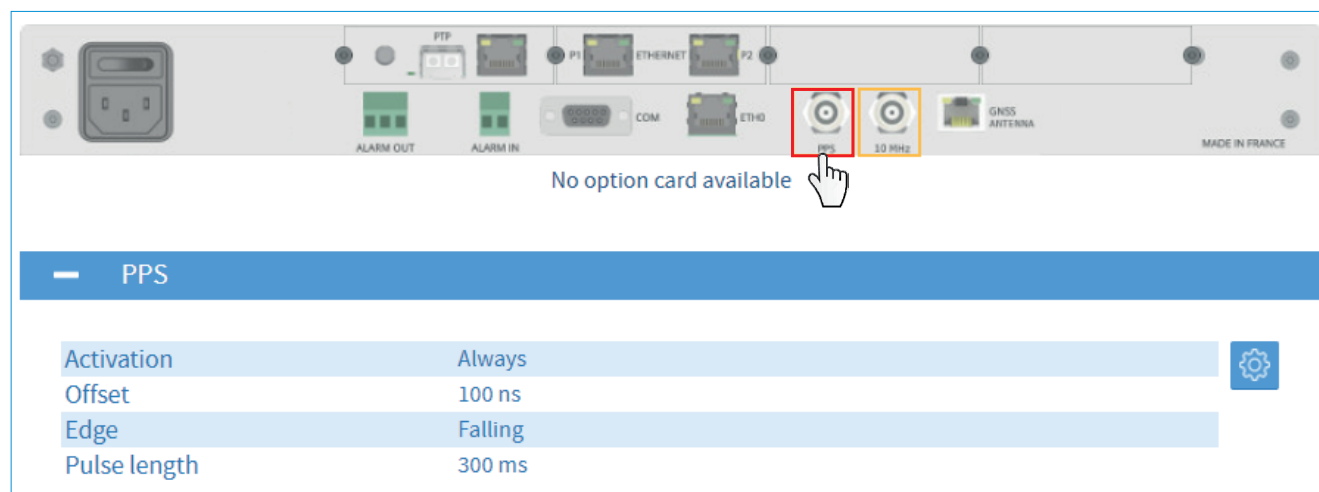 PTP
P1 ETHERNET P2
COM
ETH0
GNSS
ANTENNA
ALARM OUT
ALARM IN
PPS
10 MHz
MADE IN FRANCE
No option card available
PPS
Activation Always
Offset 100 ns
Edge Falling
Pulse length 300 ms